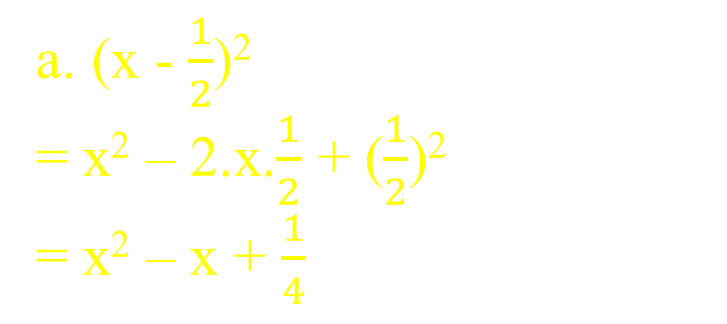 a. (x - 1/2)²
= x² – 2.x.1/2 + (1/2)²
= x² – x + 1/4